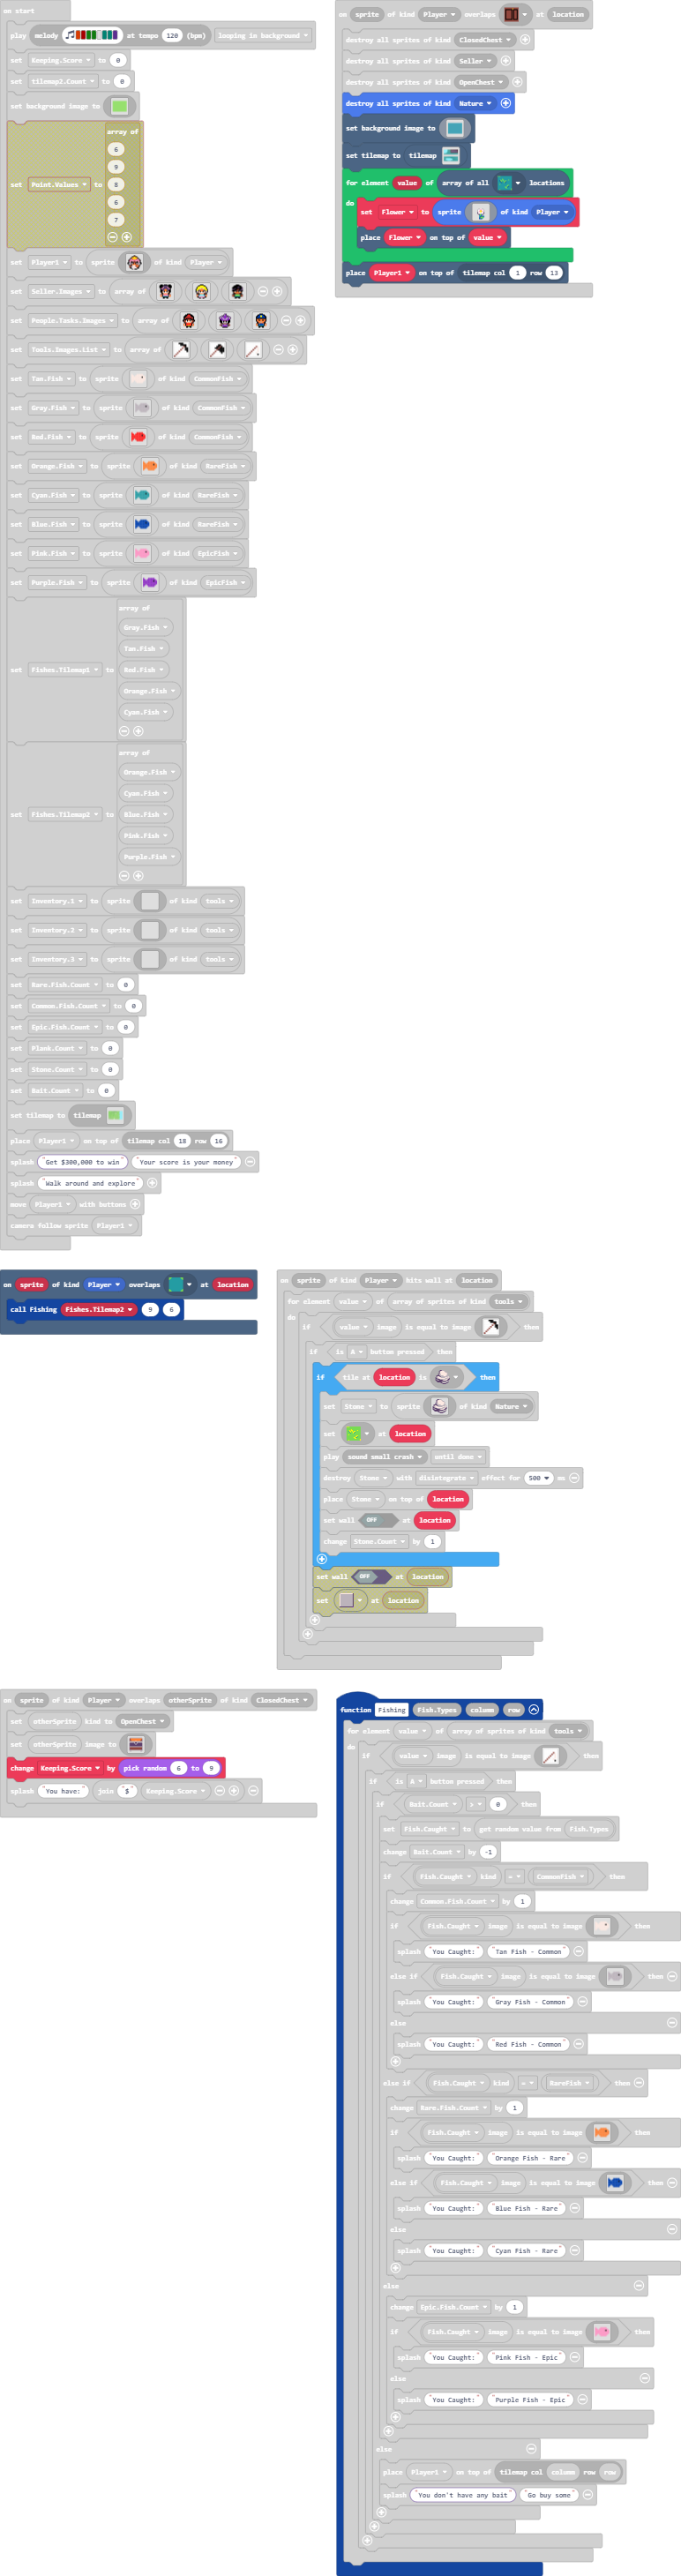 on start
play melody at tempo 120 (bpm) looping in background
set Keeping.Score to 0
set tilemap2.Count to 0
set background image to
array of
6
9
set Point.Values to 8
6
7
set Player1 to sprite of kind Player
set Seller.Images to array of
set People.Tasks.Images to array of
set Tools.Images.List to array of
set Tan.Fish to sprite of kind CommonFish
set Grey.Fish to sprite of kind CommonFish
set Red.Fish to sprite of kind CommonFish
set Orange.Fish to sprite of kind RareFish
set Cyan.Fish to sprite of kind RareFish
set Blue.Fish to sprite of kind RareFish
set Pink.Fish to sprite of kind EpicFish
set Purple.Fish to sprite of kind EpicFish
array of
Gray.Fish
Tan.Fish
set Fishes.Tilemap1 to Red.Fish
Orange.Fish
Cyan.Fish
array of
Orange.Fish
Cyan.Fish
set Fishes.Tilemap2 to Blue.Fish
Pink.Fish
Purple.Fish
set Inventory.1 to sprite of kind tools
set Inventory.2 to sprite of kind tools
set Inventory.3 to sprite of kind tools
set Rare.Fish.Count to 0
set Common.Fish.Count to 0
set Epic.Fish.Count to 0
set Plank.Count to 0
set Stone.Count to 0
set Bait.Count to 0
set tilemap to tilemap
place Player1 on top of tilemap col 18 row 16
splash "Get $300,000 to win" "Your score is your money"
splash "Walk around and explore"
move Player1 with buttons
camera follow sprite Player1
on sprite of kind Player overlaps at location
destroy all sprites of kind ClosedChest
destroy all sprites of kind Seller
destroy all sprites of kind OpenChest
destroy all sprites of kind Nature
set background image to
set tilemap to tilemap
for element value of array of all locations
do
set Flower to sprite of kind Player
place Flower on top of value
place Player1 on top of tilemap col 1 row 13
on sprite of kind Player overlaps at location
call Fishing Fishes.Tilemap2 9 6
on sprite of kind Player hits wall at location
for element value of array of sprites of kind tools
do
if value image is equal to image then
if is A button pressed then
if tile at location is then
set Stone to sprite of kind Nature
set at location
play sound small crash until done
destroy Stone with disintegrate effect for 500 ms
place Stone on top of location
set wall OFF at location
change Stone.Count by 1
set wall OFF at location
set at location
on sprite of kind Player overlaps otherSprite of kind ClosedChest
set otherSprite kind to OpenChest
set otherSprite image to
change Keeping.Score by pick random 6 to 9
splash "You have:" join "$" Keeping.Score
function Fishing Fish.Types column row
for element value of array of sprites of kind tools
do
if value image is equal to image then
if is A button pressed then
if Bait.Count > 0 then
set Fish.Caught to get random value from Fish.Types
change Bait.Count by -1
if Fish.Caught kind = CommonFish then
change Common.Fish.Count by 1
if Fish.Caught image is equal to image then
splash "You Caught:" "Tan Fish - Common"
else if Fish.Caught image is equal to image then
splash "You Caught:" "Gray Fish - Common"
else
splash "You Caught:" "Red Fish - Common"
else if Fish.Caught kind = RareFish then
change Rare.Fish.Count by 1
if Fish.Caught image is equal to image then
splash "You Caught:" "Orange Fish - Rare"
else if Fish.Caught image is equal to image then
splash "You Caught:" "Blue Fish - Rare"
else
splash "You Caught:" "Cyan Fish - Rare"
else
change Epic.Fish.Count by 1
if Fish.Caught image is equal to image then
splash "You Caught:" "Pink Fish - Epic"
else
splash "You Caught:" "Purple Fish - Epic"
else
place Player1 on top of tilemap col column row row
splash "You don't have any bait" "Go buy some"